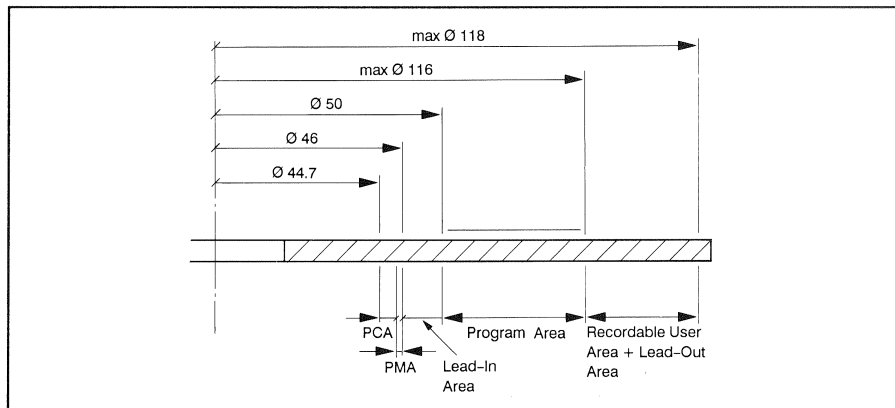 max Ø 118
max Ø 116
Ø 50
Ø 46
Ø 44.7
PCA
PMA
Lead-In
Area
Program Area
Recordable User
Area + Lead-Out
Area